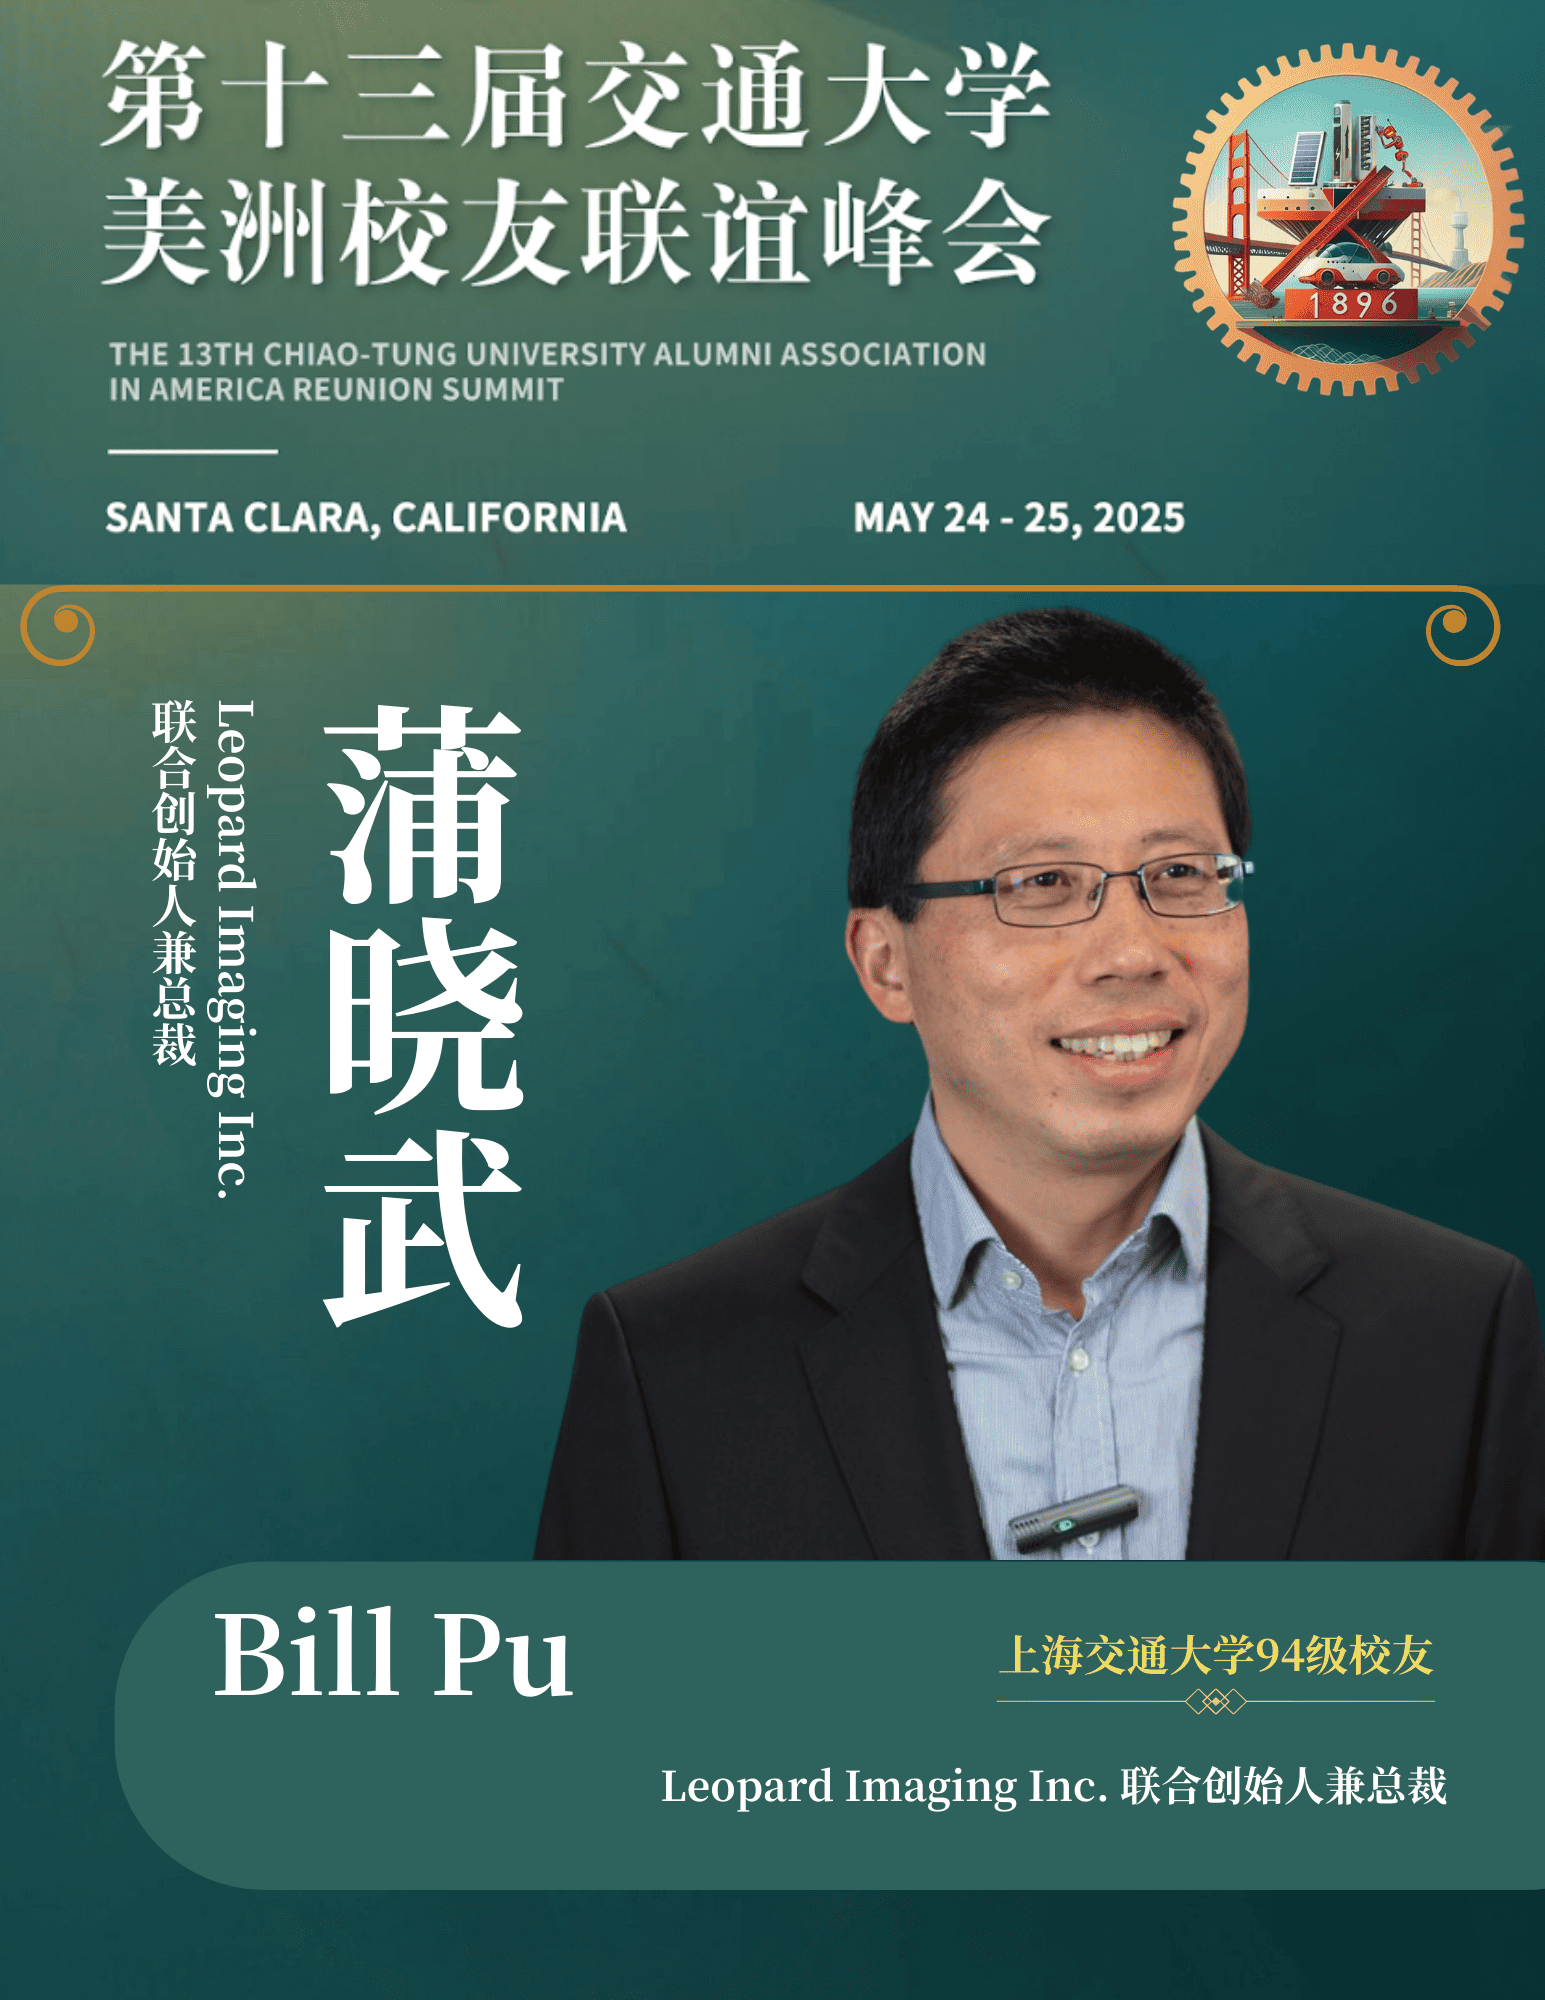 第十三届交通大学
美洲校友联谊峰会
THE 13TH CHIAO-TUNG UNIVERSITY ALUMNI ASSOCIATION
IN AMERICA REUNION SUMMIT
SANTA CLARA, CALIFORNIA
MAY 24 - 25, 2025
1896
蒲晓武
Leopard Imaging Inc.
联合创始人兼总裁
Bill Pu
上海交通大学94级校友
Leopard Imaging Inc. 联合创始人兼总裁